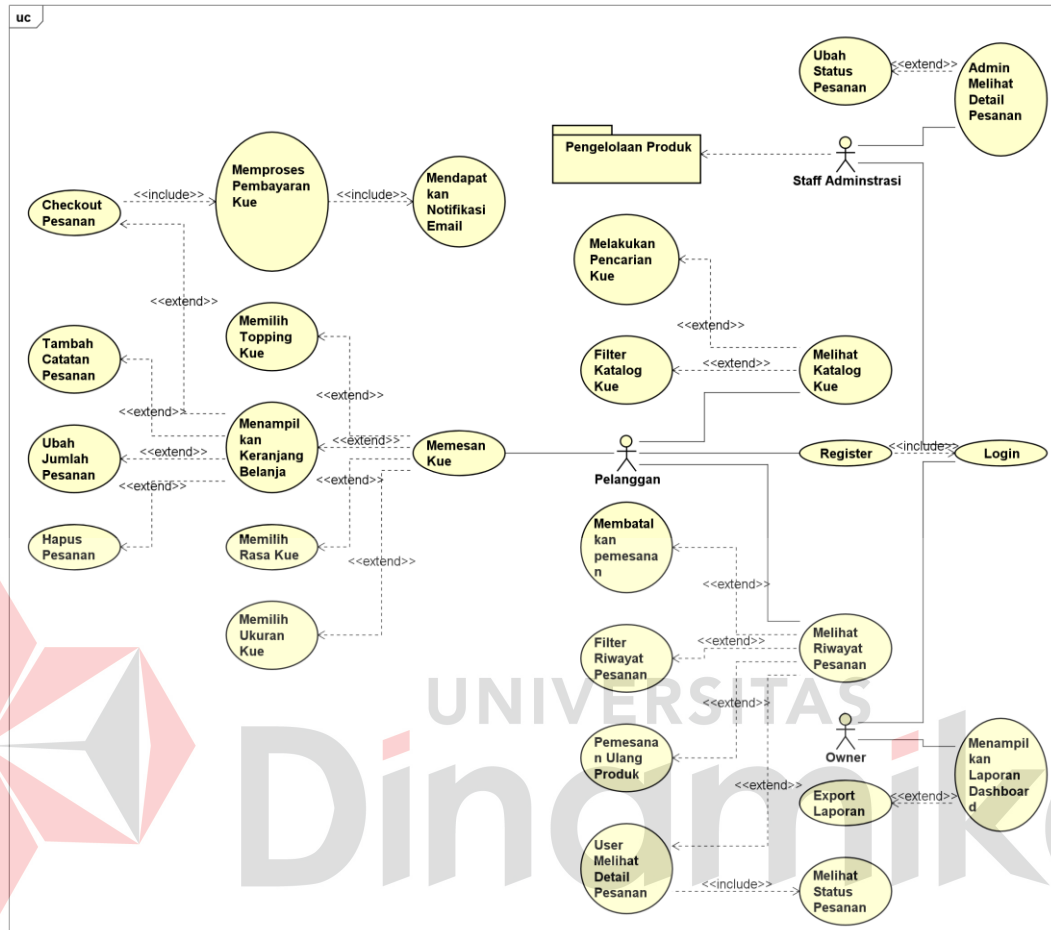 uc
Ubah
Status
Pesanan
<<extend>>
Admin
Melihat
Detail
Pesanan
Pengelolaan Produk
Staff Adminstrasi
Checkout
Pesanan
<<include>>
Memproses
Pembayaran
Kue
<<include>>
Mendapat
kan
Notifikasi
Email
Melakukan
Pencarian
Kue
<<extend>>
<<extend>>
Filter
Katalog
Kue
<<extend>>
Melihat
Katalog
Kue
Tambah
Catatan
Pesanan
Memilih
Topping
Kue
<<extend>>
<<extend>>
Ubah
Jumlah
Pesanan
<<extend>>
Menampil
kan
Keranjang
Belanja
<<extend>>
Memesan
Kue
Pelanggan
Register
<<include>>
Login
<<extend>>
<<extend>>
Hapus
Pesanan
Memilih
Rasa Kue
<<extend>>
Membatal
kan
pemesana
n
<<extend>>
Memilih
Ukuran
Kue
Filter
Riwayat
Pesanan
<<extend>>
Melihat
Riwayat
Pesanan
<<extend>>
UNIVERSITAS
Dinamika
Owner
Pemesana
n Ulang
Produk
<<extend>>
Export
Laporan
<<extend>>
Menampil
kan
Laporan
Dashboar
d
User
Melihat
Detail
Pesanan
<<include>>
Melihat
Status
Pesanan